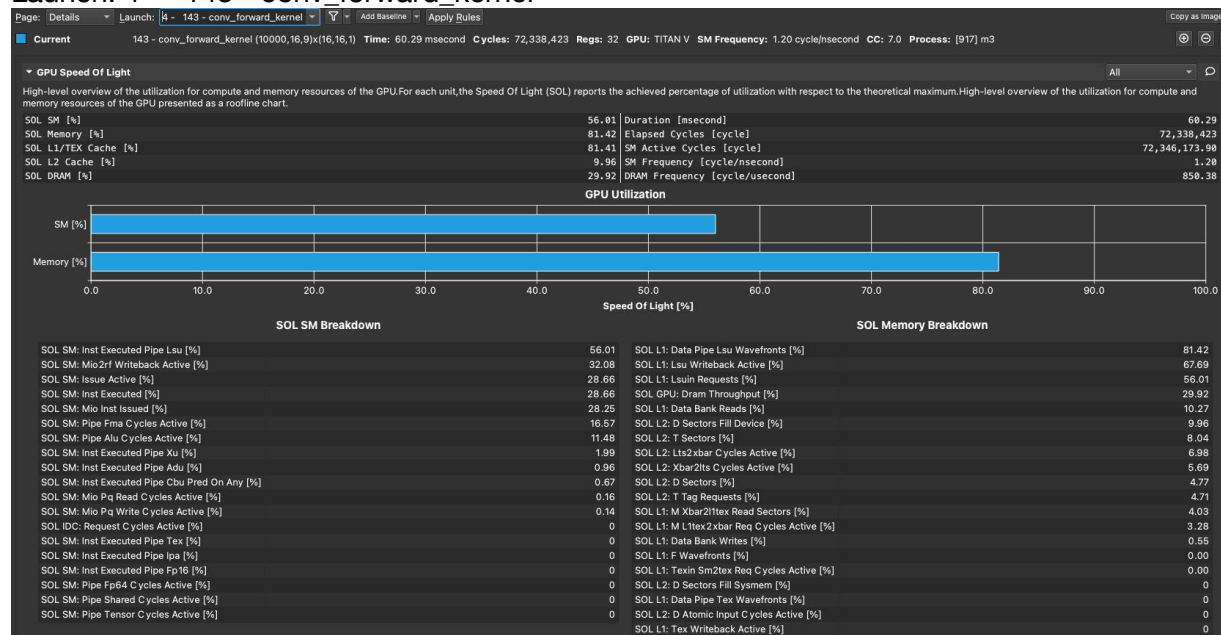 Launch: 4 - 143 - conv_forward_kernel
Page: Details Launch: 4 - 143 - conv_forward_kernel Add Baseline Apply Rules Copy as Image
Current 143 - conv_forward_kernel (10000,16,9)x(16,16,1) Time: 60.29 msecond Cycles: 72,338,423 Regs: 32 GPU: TITAN V SM Frequency: 1.20 cycle/nsecond CC: 7.0 Process: [917] m3
GPU Speed Of Light All
High-level overview of the utilization for compute and memory resources of the GPU.For each unit,the Speed Of Light (SOL) reports the achieved percentage of utilization with respect to the theoretical maximum.High-level overview of the utilization for compute and
memory resources of the GPU presented as a roofline chart.
SOL SM [%] 56.01 Duration [msecond] 60.29
SOL Memory [%] 81.42 Elapsed Cycles [cycle] 72,338,423
SOL L1/TEX Cache [%] 81.41 SM Active Cycles [cycle] 72,346,173.90
SOL L2 Cache [%] 9.96 SM Frequency [cycle/nsecond] 1.20
SOL DRAM [%] 29.92 DRAM Frequency [cycle/usecond] 850.38
GPU Utilization
SM [%]
Memory [%]
0.0 10.0 20.0 30.0 40.0 50.0 60.0 70.0 80.0 90.0 100.0
Speed Of Light [%]
SOL SM Breakdown SOL Memory Breakdown
SOL SM: Inst Executed Pipe Lsu [%] 56.01 SOL L1: Data Pipe Lsu Wavefronts [%] 81.42
SOL SM: Mio2rf Writeback Active [%] 32.08 SOL L1: Lsu Writeback Active [%] 67.69
SOL SM: Issue Active [%] 28.66 SOL L1: Lsuin Requests [%] 56.01
SOL SM: Inst Executed [%] 28.66 SOL GPU: Dram Throughput [%] 29.92
SOL SM: Mio Inst Issued [%] 28.25 SOL L1: Data Bank Reads [%] 10.27
SOL SM: Pipe Fma Cycles Active [%] 16.57 SOL L2: D Sectors Fill Device [%] 9.96
SOL SM: Pipe Alu Cycles Active [%] 11.48 SOL L2: T Sectors [%] 8.04
SOL SM: Inst Executed Pipe Xu [%] 1.99 SOL L2: Lts2xbar Cycles Active [%] 6.98
SOL SM: Inst Executed Pipe Adu [%] 0.96 SOL L2: Xbar2lts Cycles Active [%] 5.69
SOL SM: Inst Executed Pipe Cbu Pred On Any [%] 0.67 SOL L2: D Sectors [%] 4.77
SOL SM: Mio Pq Read Cycles Active [%] 0.16 SOL L2: T Tag Requests [%] 4.71
SOL SM: Mio Pq Write Cycles Active [%] 0.14 SOL L1: M Xbar2l1tex Read Sectors [%] 4.03
SOL IDC: Request Cycles Active [%] 0 SOL L1: M L1tex2xbar Req Cycles Active [%] 3.28
SOL SM: Inst Executed Pipe Tex [%] 0 SOL L1: Data Bank Writes [%] 0.55
SOL SM: Inst Executed Pipe Ipa [%] 0 SOL L1: F Wavefronts [%] 0.00
SOL SM: Inst Executed Pipe Fp16 [%] 0 SOL L1: Texin Sm2tex Req Cycles Active [%] 0.00
SOL SM: Pipe Fp64 Cycles Active [%] 0 SOL L2: D Sectors Fill Sysmem [%] 0
SOL SM: Pipe Shared Cycles Active [%] 0 SOL L1: Data Pipe Tex Wavefronts [%] 0
SOL SM: Pipe Tensor Cycles Active [%] 0 SOL L2: D Atomic Input Cycles Active [%] 0
SOL L1: Tex Writeback Active [%] 0